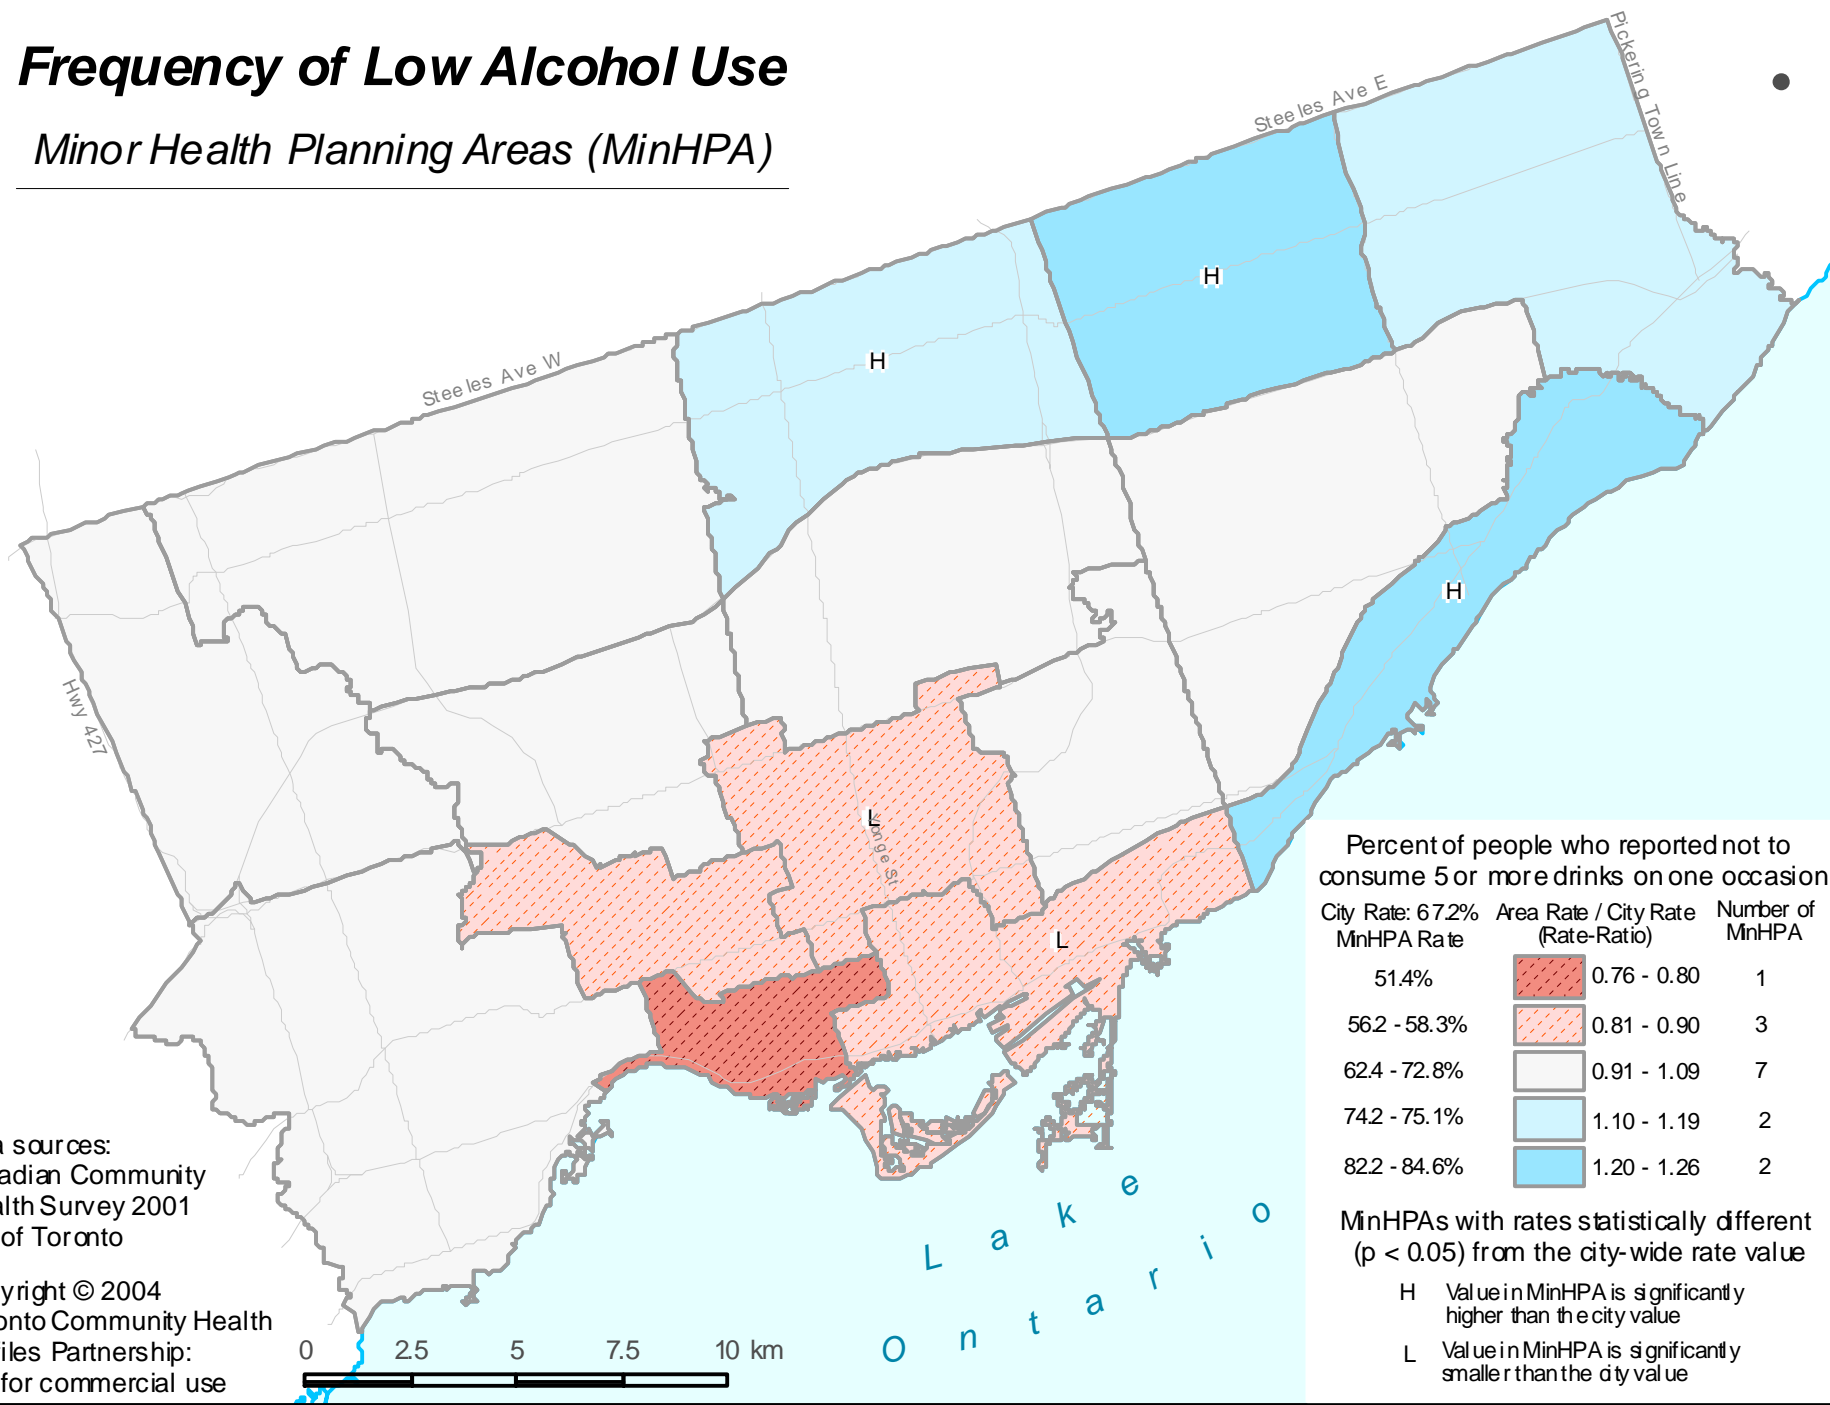 Frequency of Low Alcohol Use
Minor Health Planning Areas (MinHPA)
Pickering Town Line
Steeles Ave E
H
H
Steeles Ave W
H
Hwy 427
L
Yonge St
L
Percent of people who reported not to
consume 5 or more drinks on one occasion
City Rate: 67.2% Area Rate / City Rate Number of
MinHPA Rate (Rate-Ratio) MinHPA
51.4% 0.76 - 0.80 1
56.2 - 58.3% 0.81 - 0.90 3
62.4 - 72.8% 0.91 - 1.09 7
74.2 - 75.1% 1.10 - 1.19 2
82.2 - 84.6% 1.20 - 1.26 2
MinHPAs with rates statistically different
(p < 0.05) from the city-wide rate value
H Value in MinHPA is significantly
higher than the city value
L Value in MinHPA is significantly
smaller than the city value
a sources:
adian Community
alth Survey 2001
of Toronto
yright © 2004
onto Community Health
files Partnership:
for commercial use
0 2.5 5 7.5 10 km
Lake
Ontario